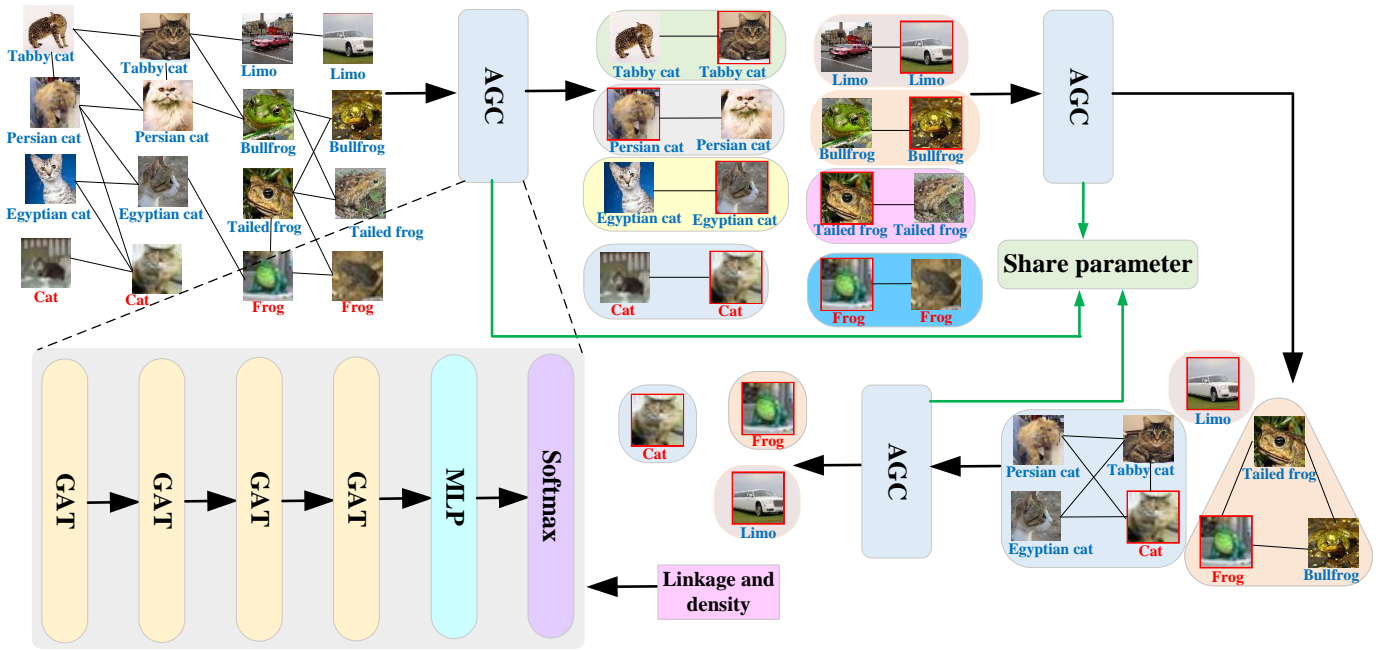 Tabby cat
Tabby cat
Limo
Limo
Persian cat
Persian cat
Bullfrog
Bullfrog
Egyptian cat
Egyptian cat
Tailed frog
Tailed frog
Cat
Cat
Frog
Frog
AGC
Tabby cat
Tabby cat
Persian cat
Persian cat
Egyptian cat
Egyptian cat
Cat
Cat
Limo
Limo
Bullfrog
Bullfrog
Tailed frog
Tailed frog
Frog
Frog
AGC
Share parameter
Limo
Tailed frog
Frog
Bullfrog
Persian cat
Tabby cat
Egyptian cat
Cat
AGC
Cat
Frog
Limo
GAT
GAT
GAT
GAT
MLP
Softmax
Linkage and
density